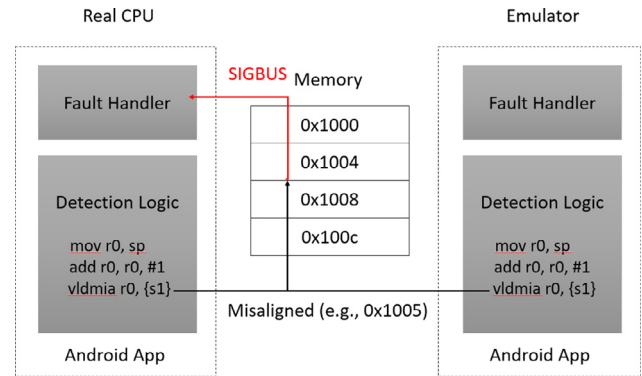 Real CPU
Emulator
SIGBUS
Memory
Fault Handler
0x1000
0x1004
0x1008
0x100c
Fault Handler
Detection Logic
mov r0, sp
add r0, r0, #1
vldmia r0, {s1}
Detection Logic
mov r0, sp
add r0, r0, #1
vldmia r0, {s1}
Misaligned (e.g., 0x1005)
Android App
Android App